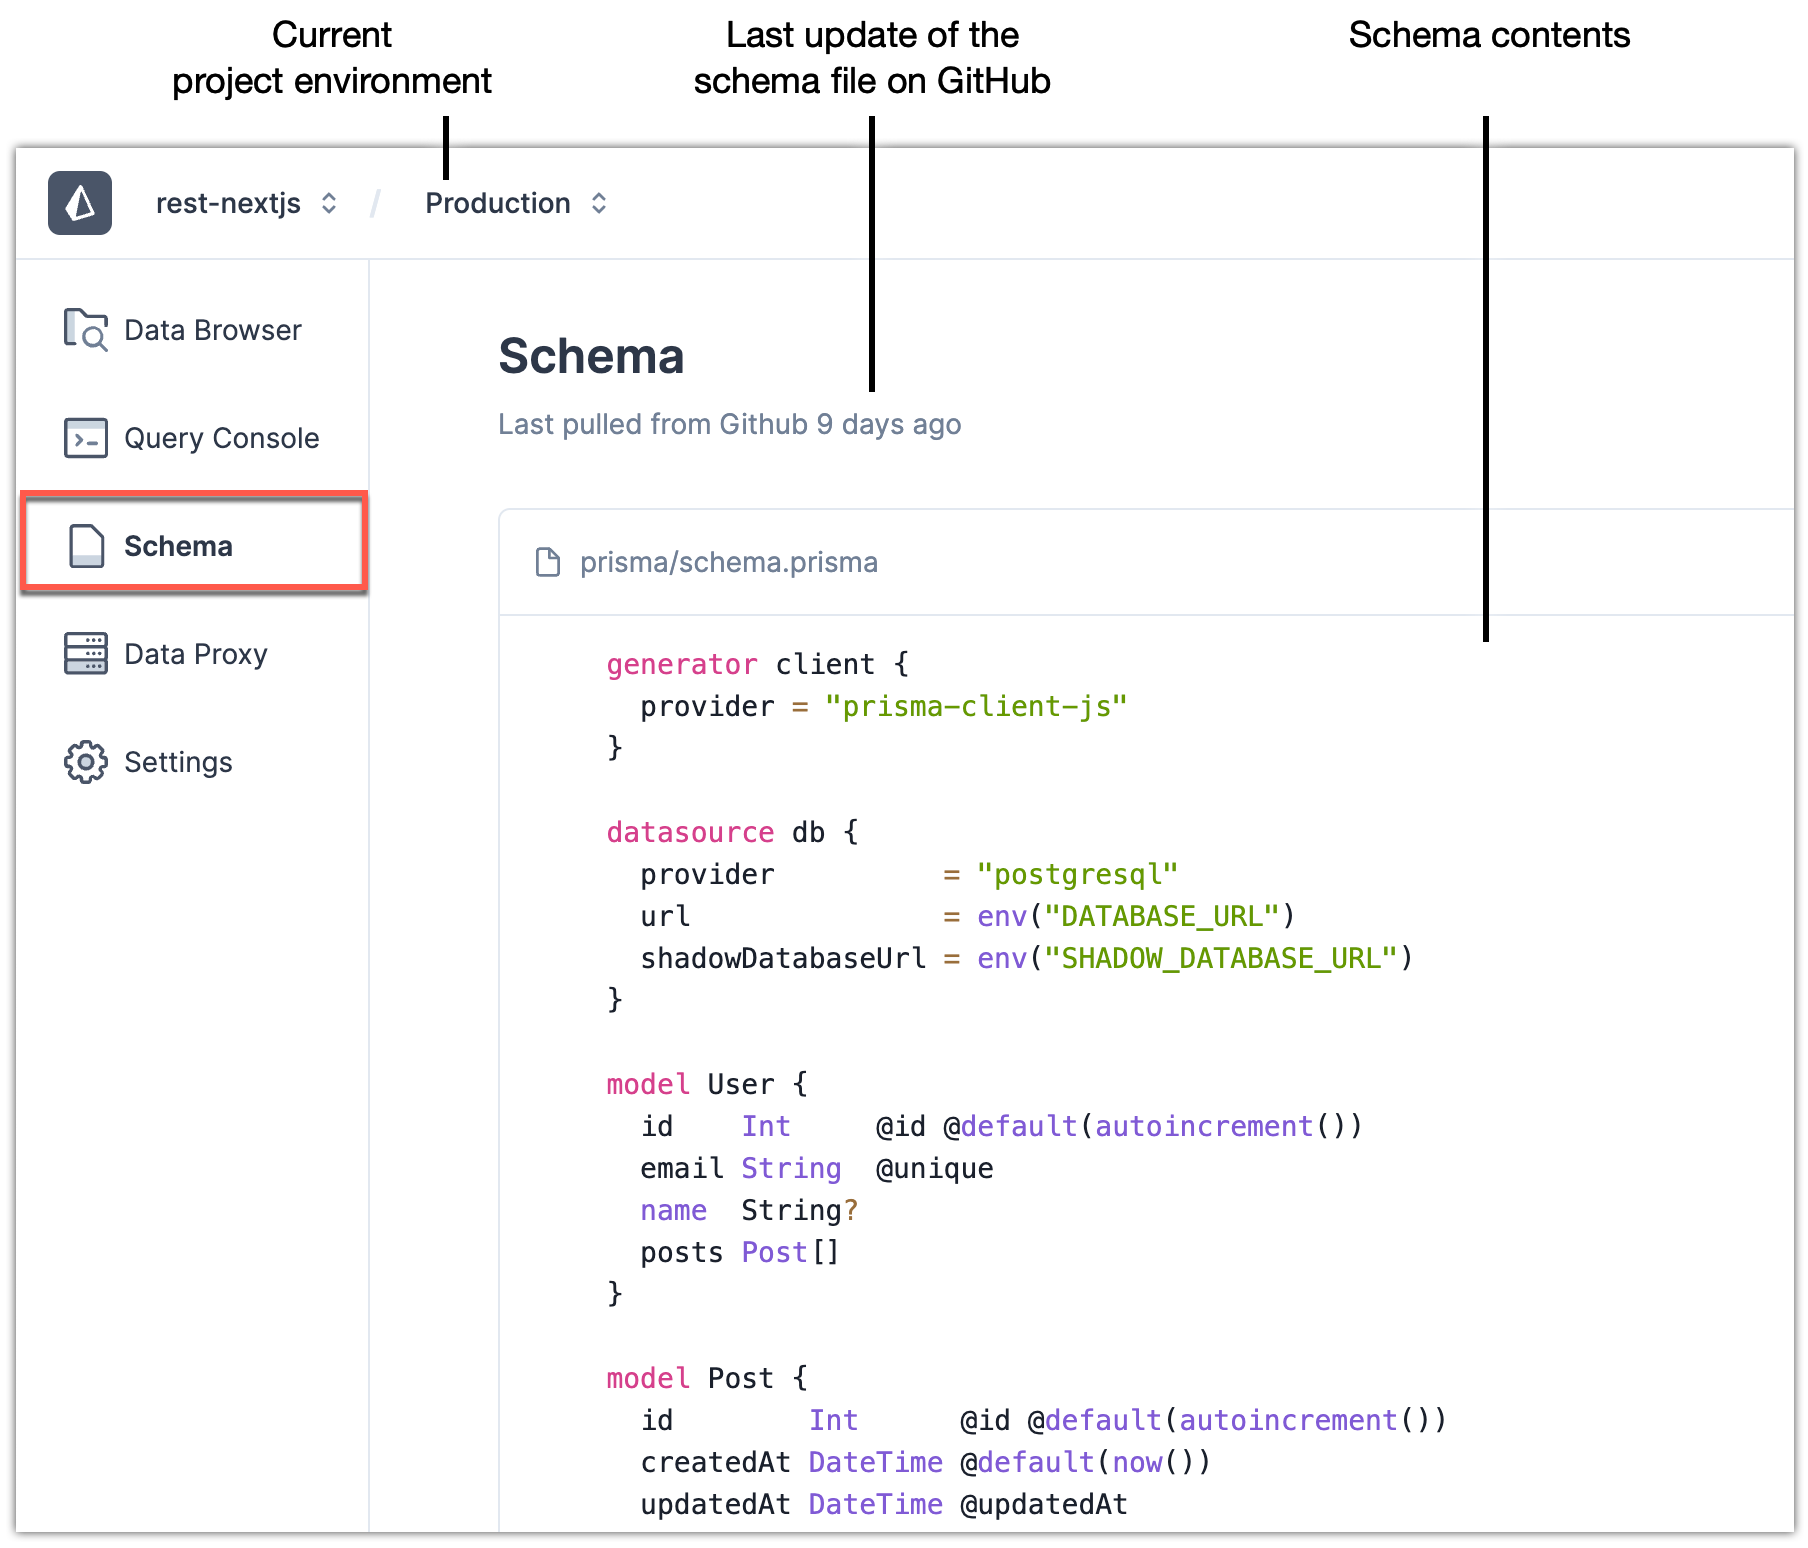 Current
project environment
Last update of the
schema file on GitHub
Schema contents
rest-nextjs / Production
Data Browser
Query Console
Schema
Data Proxy
Settings
Schema
Last pulled from Github 9 days ago
prisma/schema.prisma
generator client {
  provider = "prisma-client-js"
}
datasource db {
  provider          = "postgresql"
  url               = env("DATABASE_URL")
  shadowDatabaseUrl = env("SHADOW_DATABASE_URL")
}
model User {
  id    Int     @id @default(autoincrement())
  email String  @unique
  name  String?
  posts Post[]
}
model Post {
  id        Int      @id @default(autoincrement())
  createdAt DateTime @default(now())
  updatedAt DateTime @updatedAt